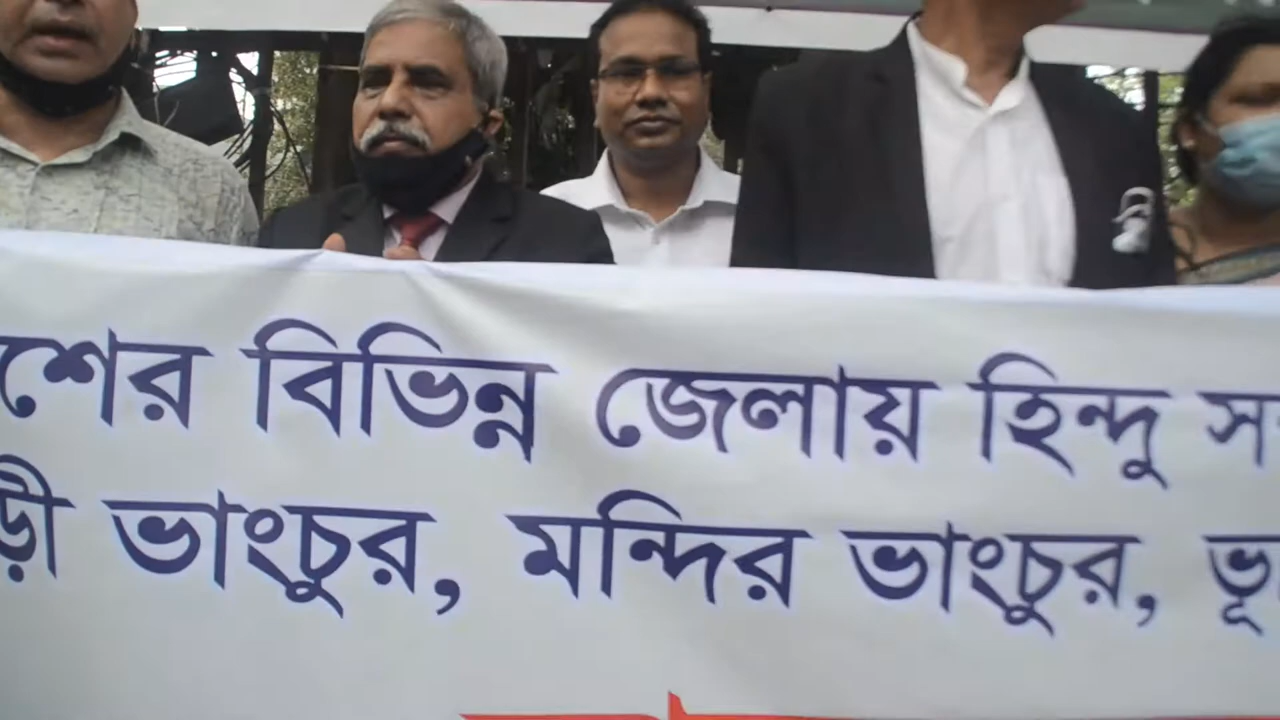 শের বিভিন্ন জেলায় হিন্দু
ড়ী ভাংচুর, মন্দির ভাংচুর,